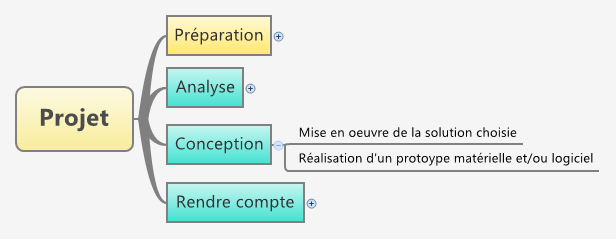 Projet
Préparation
Analyse
Conception
Mise en oeuvre de la solution choisie
Réalisation d'un protoype matérielle et/ou logiciel
Rendre compte